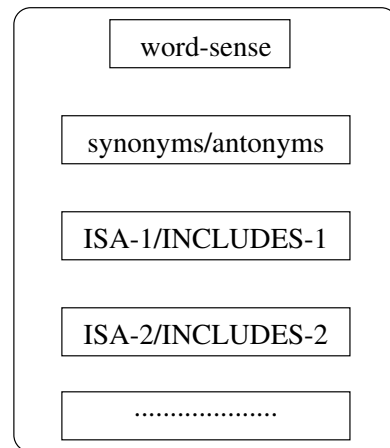 word-sense
synonyms/antonyms
ISA-1/INCLUDES-1
ISA-2/INCLUDES-2
....................